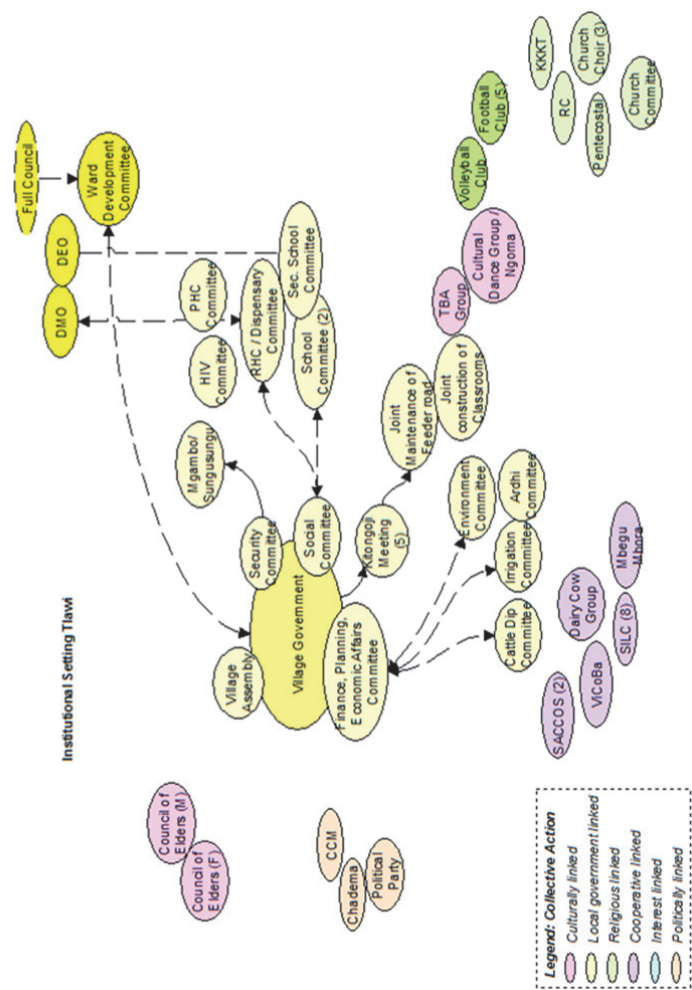 Institutional Setting Tlawi
Full Council
Ward
Development
Committee
DEO
DMO
PHC
Committee
HIV
Committee
RHC / Dispensary
Committee
Sec. School
Committee
School
Committee (2)
Mgambo/
Sungusungu
Security
Committee
Social
Committee
Village
Assembly
Village Government
Kitongoji
Meeting
(5)
Finance, Planning,
Economic Affairs
Committee
Joint
Maintenance of
Feeder road
Joint
construction of
Classrooms
Environment
Committee
Ardhi
Committee
Irrigation
Committee
Cattle Dip
Committee
TBA
Group
Cultural
Dance Group /
Ngoma
Volleyball
Club
Football
Club (5)
KKKT
RC
Church
Choir (3)
Pentecostal
Church
Committee
Council of
Elders (M)
Council of
Elders (F)
CCM
Chadema
Political
Party
SACCOS (2)
ViCoBa
Dairy Cow
Group
SILC (8)
Mbegu
Mbora
Legend: Collective Action
Culturally linked
Local government linked
Religious linked
Cooperative linked
Interest linked
Politically linked